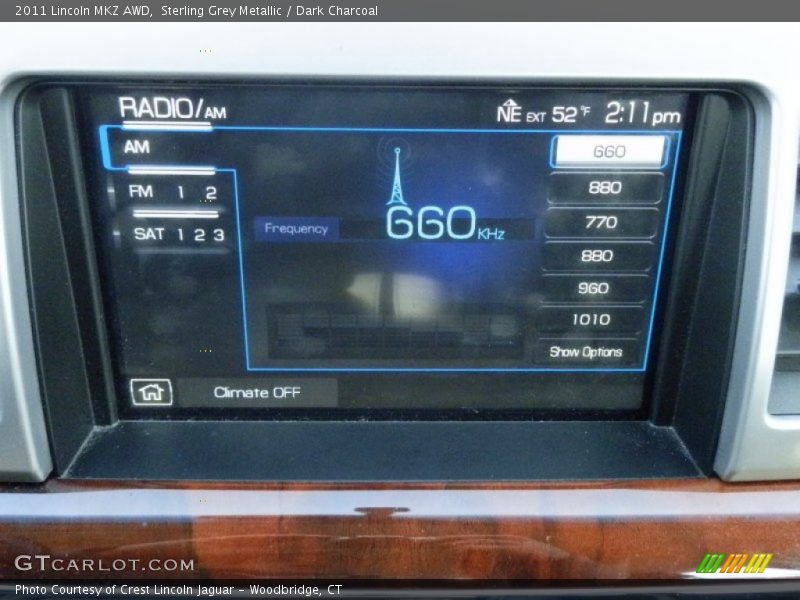 2011 Lincoln MKZ AWD,  Sterling Grey Metallic / Dark Charcoal
RADIO/AM
NE EXT 52°F 2:11 pm
AM
FM 1 2
SAT 1 2 3
Frequency
660 KHz
660
880
770
880
960
1010
Show Options
Climate OFF
GTCARLOT.COM
Photo Courtesy of Crest Lincoln Jaguar - Woodbridge, CT